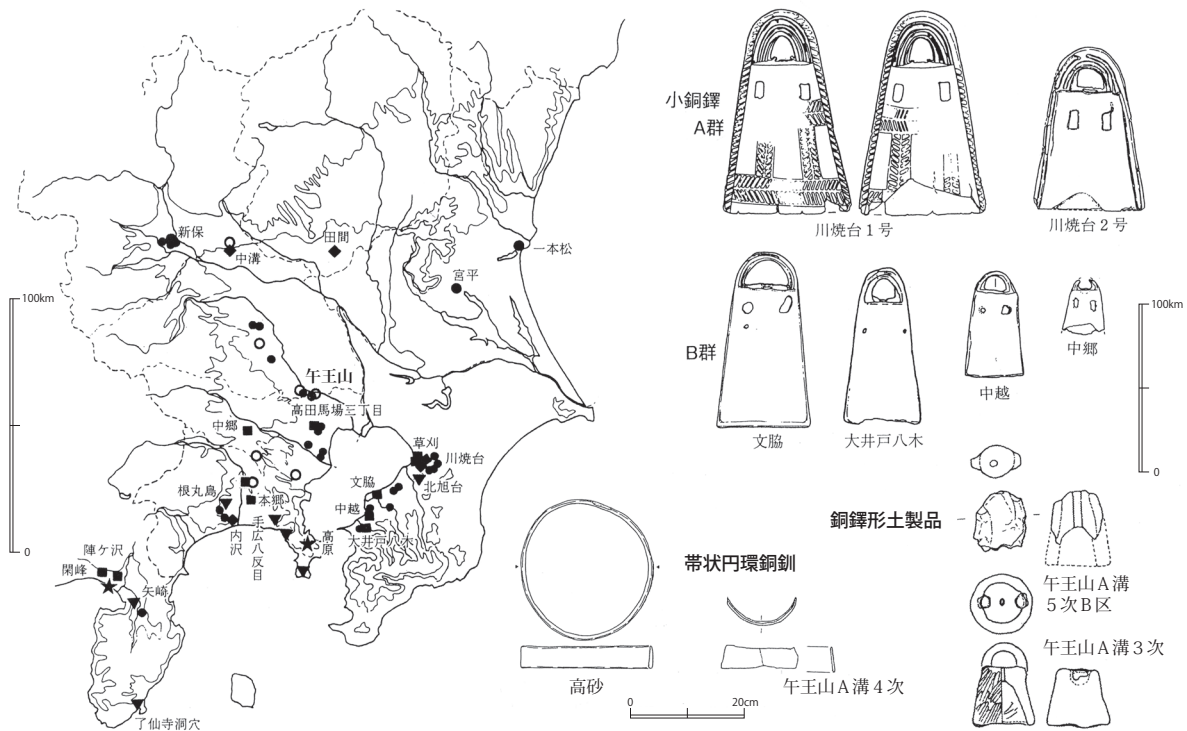 新保
中溝
田間
一本松
宮平
100km
0
午王山
高田馬場三丁目
中郷
草刈
川焼台
北旭台
文脇
中越
大井戸八木
根丸島
本郷
内沢
手広八反目
高原
陣ケ沢
閑峰
矢崎
了仙寺洞穴
小銅鐸
A群
川焼台1号
川焼台2号
B群
文脇
大井戸八木
中越
中郷
100km
0
銅鐸形土製品
午王山A溝
5次B区
午王山A溝3次
帯状円環銅釧
高砂
午王山A溝4次
0
20cm